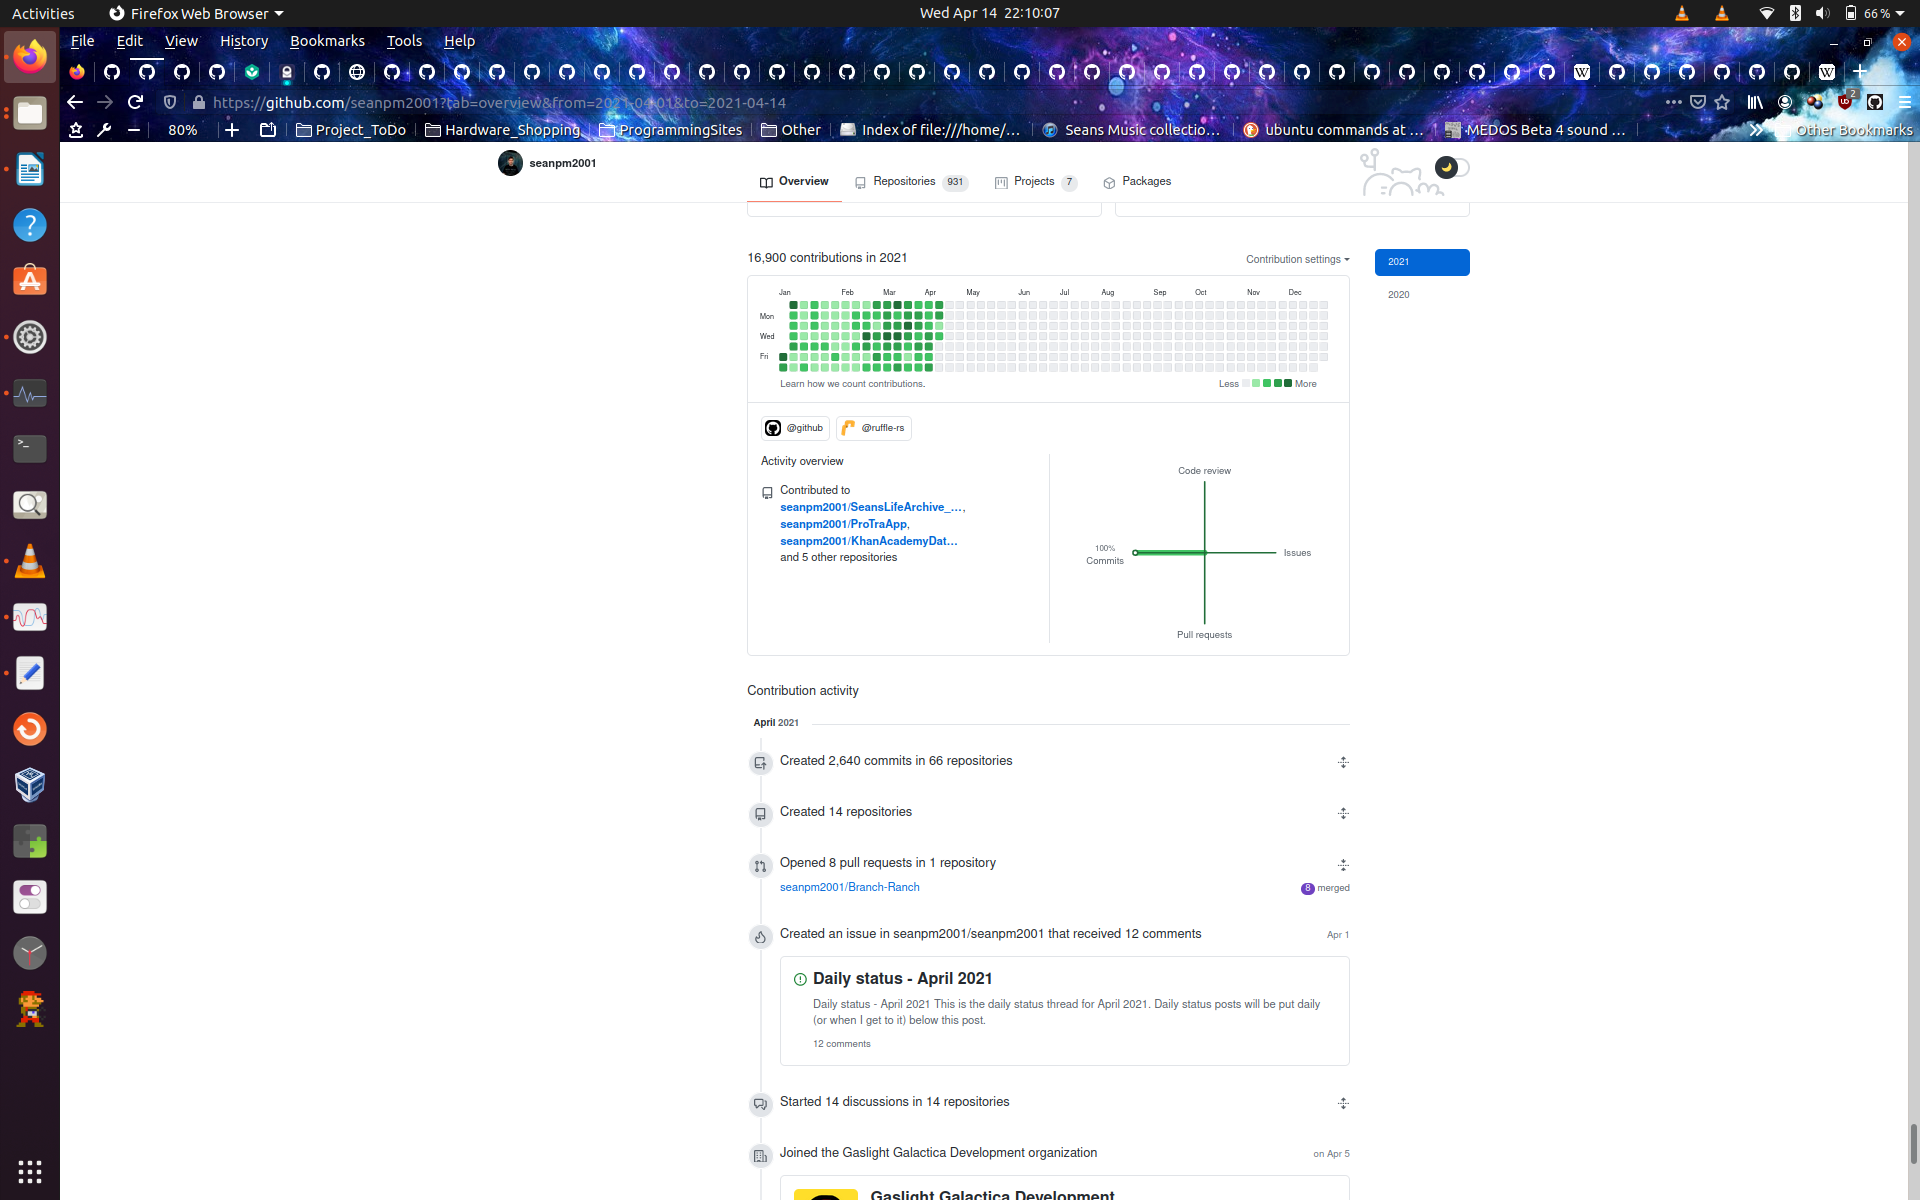 Activities
Firefox Web Browser
Wed Apr 14 22:10:07
66 %
File Edit View History Bookmarks Tools Help
https://github.com/seanpm2001?tab=overview&from=2021-04-01&to=2021-04-14
2
80%
Project_ToDo
Hardware_Shopping
ProgrammingSites
Other
Index of file:///home/...
Seans Music collectio...
ubuntu commands at ...
MEDOS Beta 4 sound ...
Other Bookmarks
seanpm2001
Overview
Repositories 931
Projects 7
Packages
16,900 contributions in 2021
Contribution settings
2021
2020
Jan Feb Mar Apr May Jun Jul Aug Sep Oct Nov Dec
Mon
Wed
Fri
Learn how we count contributions.
Less More
@github
@ruffle-rs
Activity overview
Contributed to
seanpm2001/SeansLifeArchive_...,
seanpm2001/ProTraApp,
seanpm2001/KhanAcademyDat...
and 5 other repositories
Code review
100%
Commits
Issues
Pull requests
Contribution activity
April 2021
Created 2,640 commits in 66 repositories
Created 14 repositories
Opened 8 pull requests in 1 repository
seanpm2001/Branch-Ranch
8 merged
Created an issue in seanpm2001/seanpm2001 that received 12 comments
Apr 1
Daily status - April 2021
Daily status - April 2021 This is the daily status thread for April 2021. Daily status posts will be put daily
(or when I get to it) below this post.
12 comments
Started 14 discussions in 14 repositories
Joined the Gaslight Galactica Development organization
on Apr 5
Gaslight Galactica Development